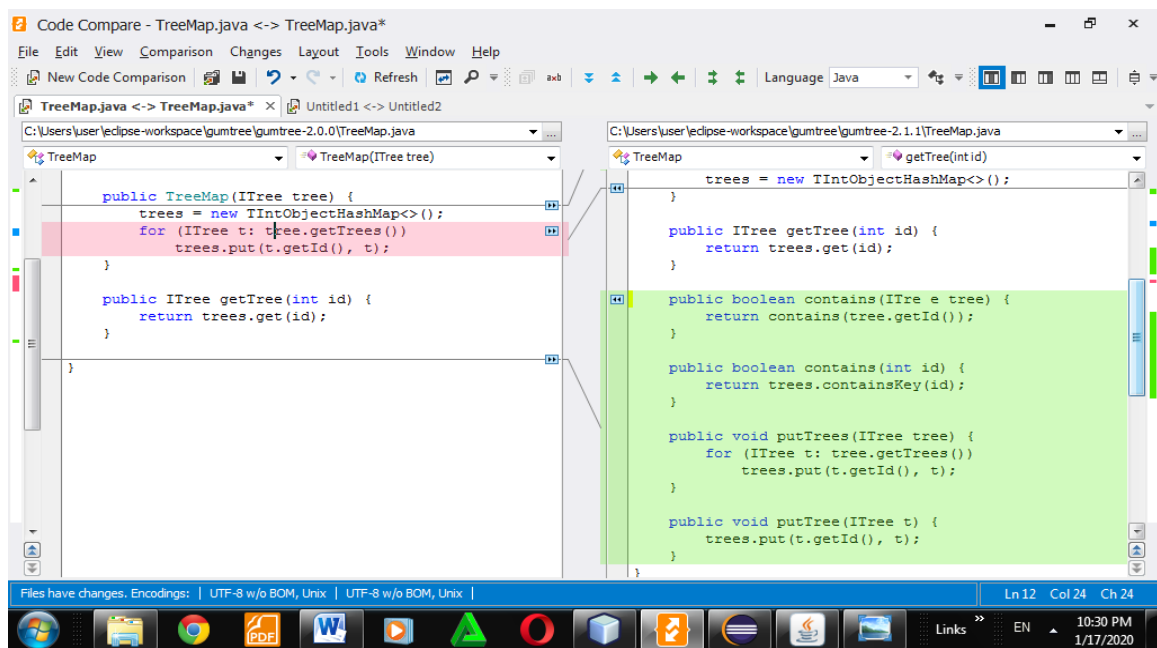 Code Compare - TreeMap.java <-> TreeMap.java*
File Edit View Comparison Changes Layout Tools Window Help
New Code Comparison Refresh axb Language Java
TreeMap.java <-> TreeMap.java* Untitled1 <-> Untitled2
C:\Users\user\eclipse-workspace\gumtree\gumtree-2.0.0\TreeMap.java ...
TreeMap TreeMap(ITree tree)
public TreeMap(ITree tree) {
trees = new TIntObjectHashMap<>();
for (ITree t: tree.getTrees())
trees.put(t.getId(), t);
}
public ITree getTree(int id) {
return trees.get(id);
}
}
C:\Users\user\eclipse-workspace\gumtree\gumtree-2.1.1\TreeMap.java ...
TreeMap getTree(int id)
trees = new TIntObjectHashMap<>();
}
public ITree getTree(int id) {
return trees.get(id);
}
public boolean contains(ITre e tree) {
return contains(tree.getId());
}
public boolean contains(int id) {
return trees.containsKey(id);
}
public void putTrees(ITree tree) {
for (ITree t: tree.getTrees())
trees.put(t.getId(), t);
}
public void putTree(ITree t) {
trees.put(t.getId(), t);
}
}
Files have changes. Encodings: | UTF-8 w/o BOM, Unix | UTF-8 w/o BOM, Unix | Ln 12 Col 24 Ch 24
PDF W Links » EN 10:30 PM
1/17/2020